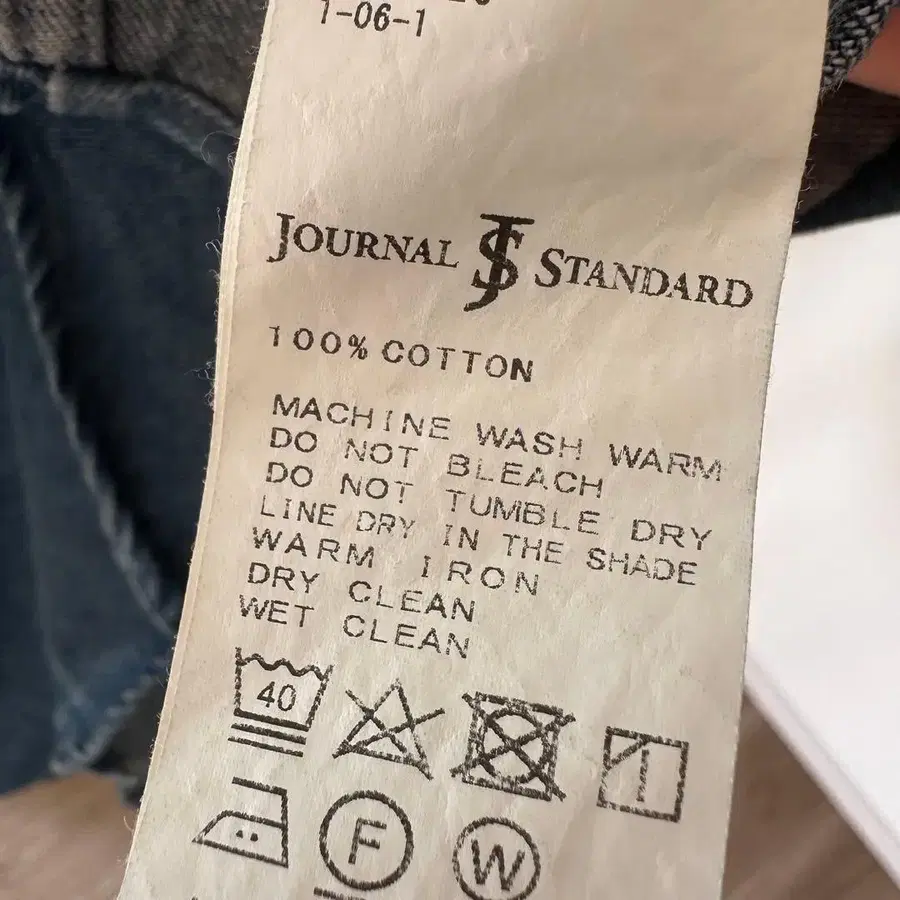 1-06-1
JOURNAL JS STANDARD
100% COTTON
MACHINE WASH WARM
DO NOT BLEACH
DO NOT TUMBLE DRY
LINE DRY IN THE SHADE
WARM IRON
DRY CLEAN
WET CLEAN
40
F
W